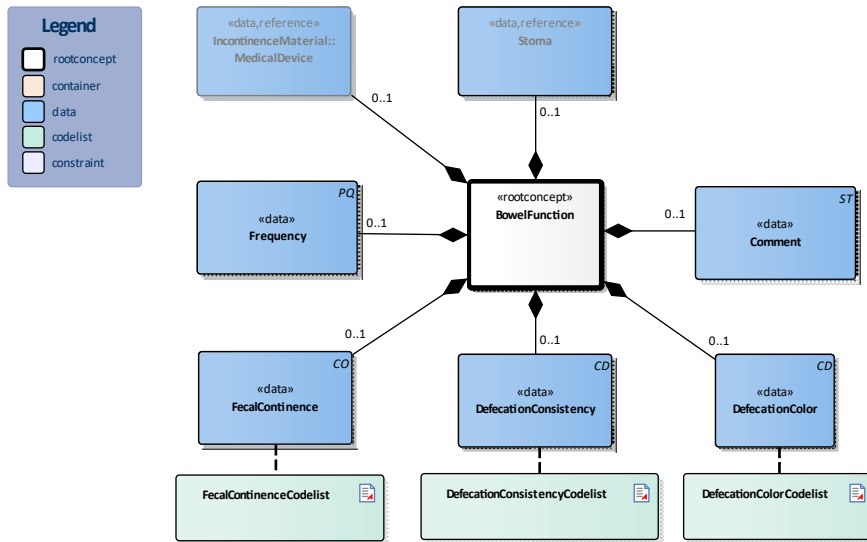 Legend
rootconcept
container
data
codelist
constraint
«data,reference»
IncontinenceMaterial::
MedicalDevice
0..1
«data,reference»
Stoma
0..1
«rootconcept»
BowelFunction
PQ
«data»
Frequency
0..1
ST
«data»
Comment
0..1
CO
«data»
FecalContinence
0..1
CD
«data»
DefecationConsistency
0..1
CD
«data»
DefecationColor
0..1
FecalContinenceCodelist
DefecationConsistencyCodelist
DefecationColorCodelist